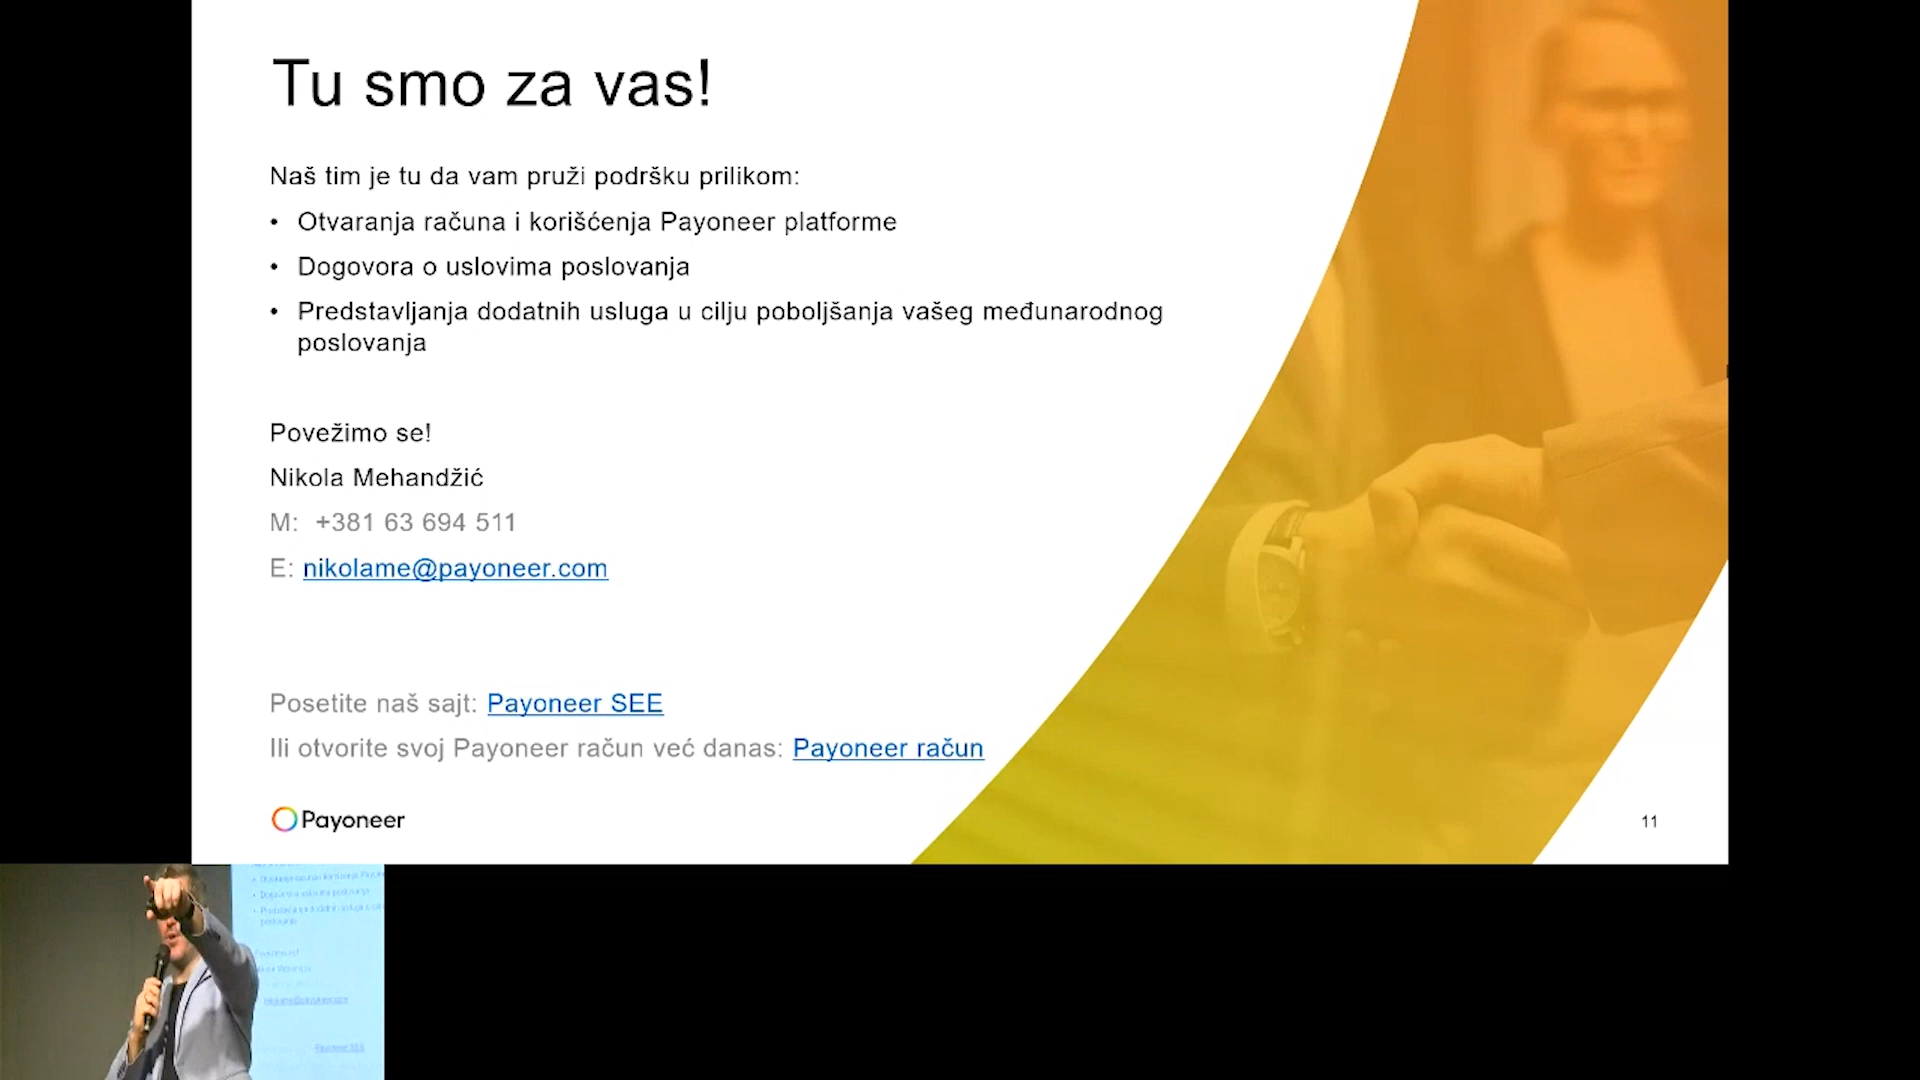 Tu smo za vas!
Naš tim je tu da vam pruži podršku prilikom:
• Otvaranja računa i korišćenja Payoneer platforme
• Dogovora o uslovima poslovanja
• Predstavljanja dodatnih usluga u cilju poboljšanja vašeg međunarodnog
poslovanja
Povežimo se!
Nikola Mehandžić
M: +381 63 694 511
E: nikolame@payoneer.com
Posetite naš sajt: Payoneer SEE
Ili otvorite svoj Payoneer račun već danas: Payoneer račun
Payoneer
11
Payoneer SEE